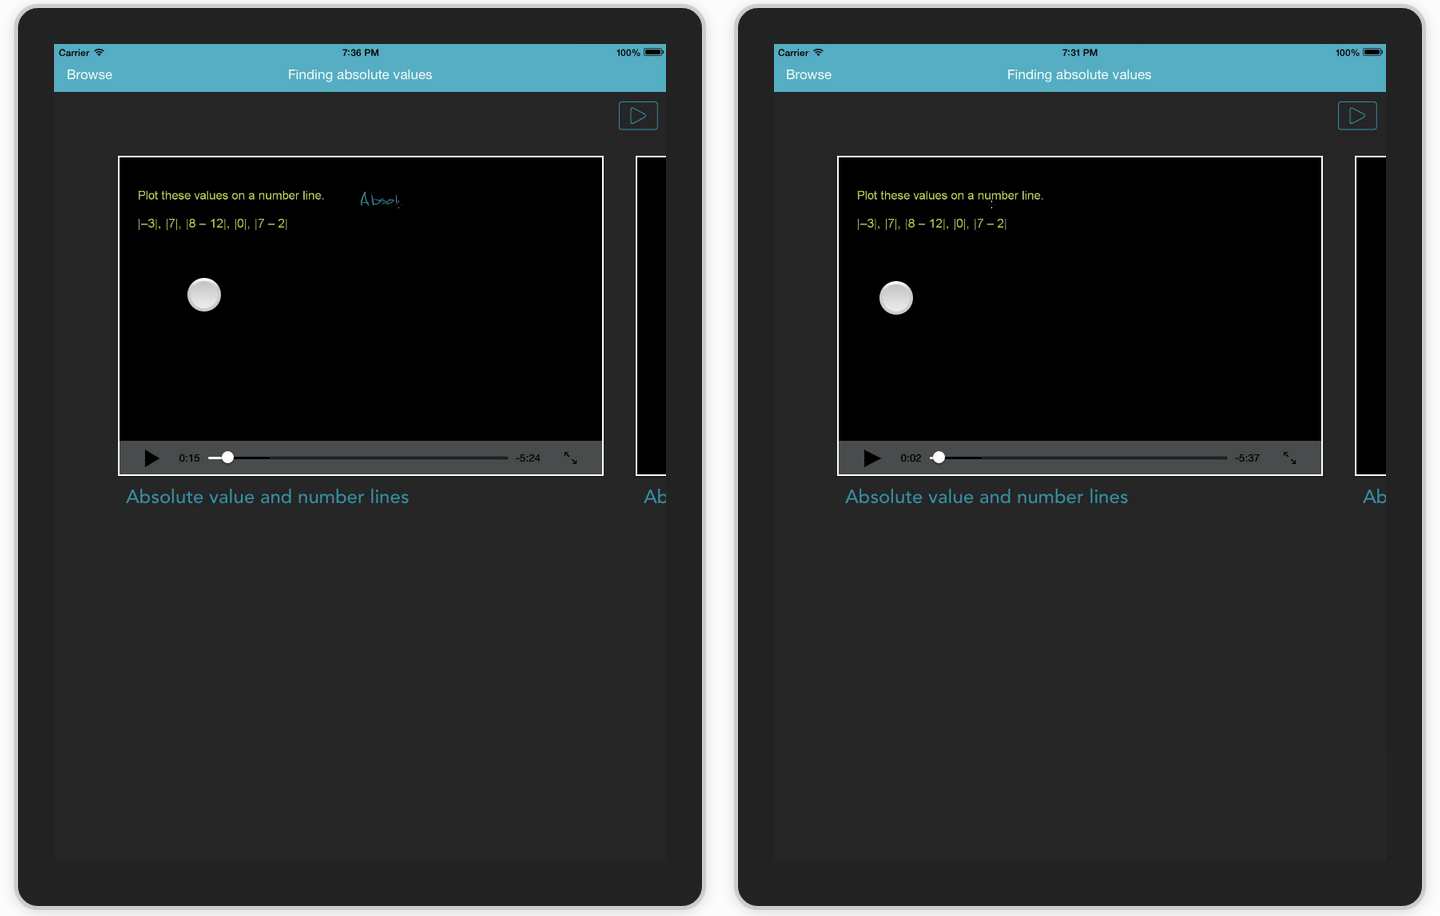 Carrier 7:36 PM 100%
Browse Finding absolute values
Plot these values on a number line. Absol
|–3|, |7|, |8 – 12|, |0|, |7 – 2|
0:15 -5:24
Absolute value and number lines Ab
Carrier 7:31 PM 100%
Browse Finding absolute values
Plot these values on a number line.
|–3|, |7|, |8 – 12|, |0|, |7 – 2|
0:02 -5:37
Absolute value and number lines Ab